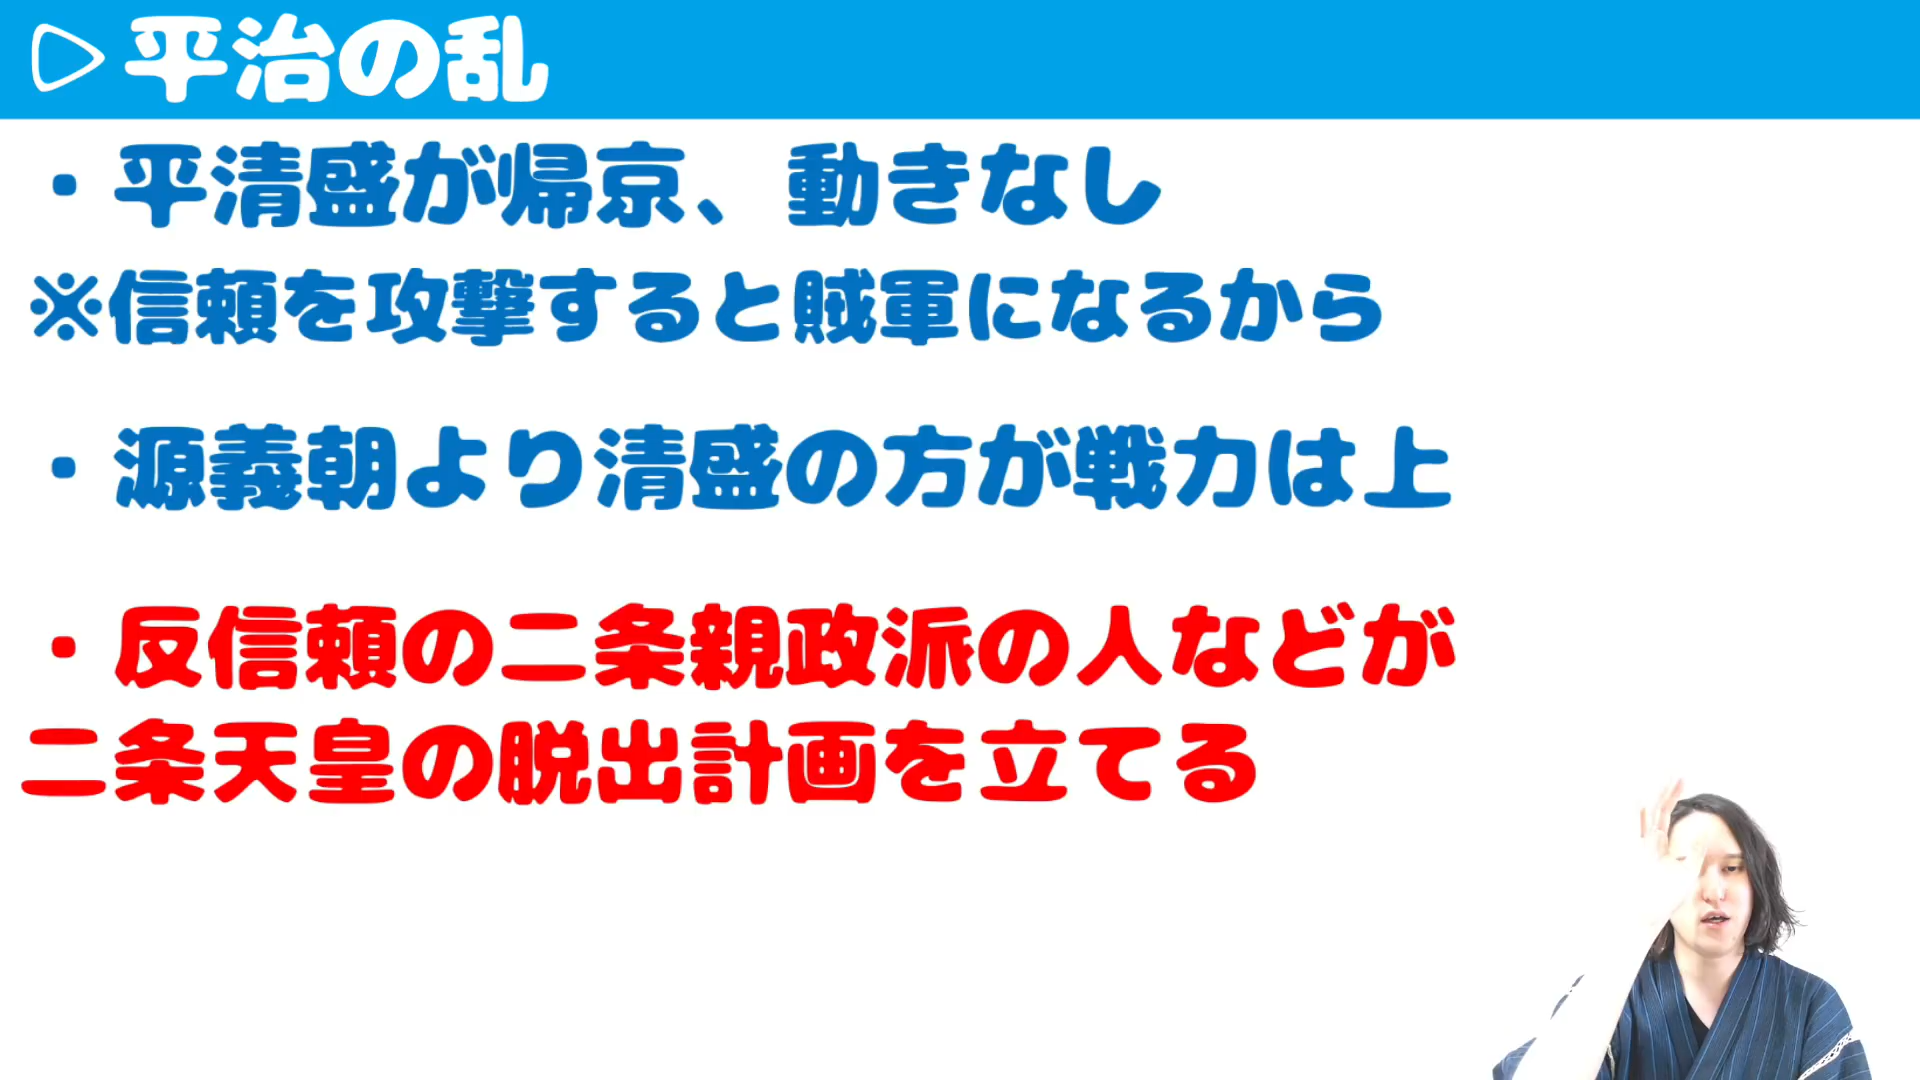 ▷平治の乱
・平清盛が帰京、動きなし
※信頼を攻撃すると賊軍になるから
・源義朝より清盛の方が戦力は上
・反信頼の二条親政派の人などが
二条天皇の脱出計画を立てる